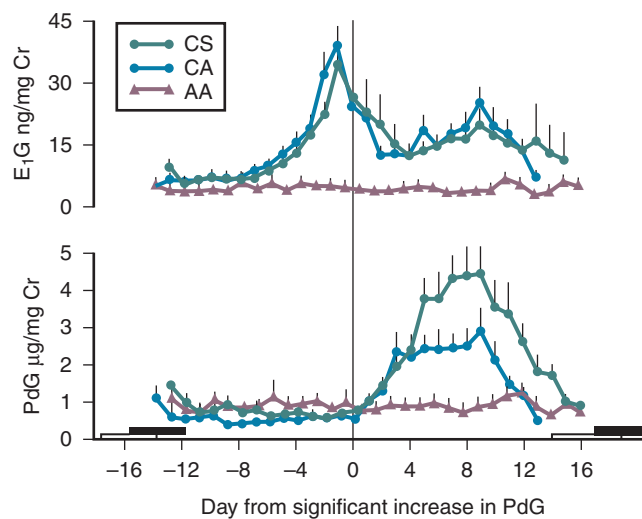 45
30
15
0
E₁G ng/mg Cr
CS
CA
AA
5
4
3
2
1
0
PdG μg/mg Cr
–16 –12 –8 –4 0 4 8 12 16
Day from significant increase in PdG